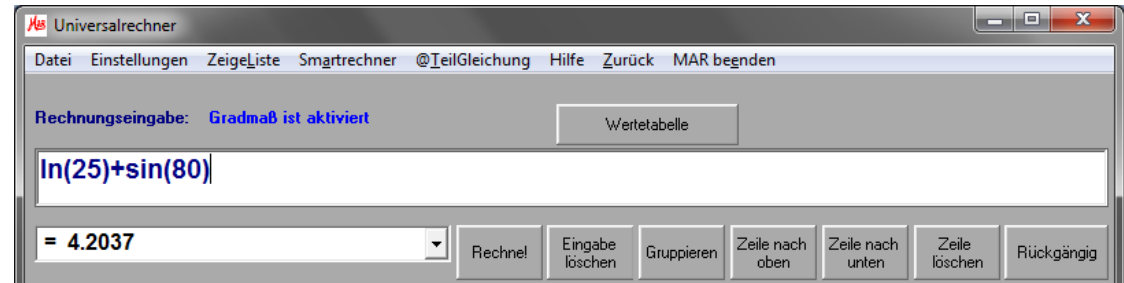 MAR Universalrechner
Datei Einstellungen ZeigeListe Smartrechner @TeilGleichung Hilfe Zurück MAR beenden
Rechnungseingabe: Gradmaß ist aktiviert Wertetabelle
ln(25)+sin(80)
= 4.2037 Rechne! Eingabe löschen Gruppieren Zeile nach oben Zeile nach unten Zeile löschen Rückgängig